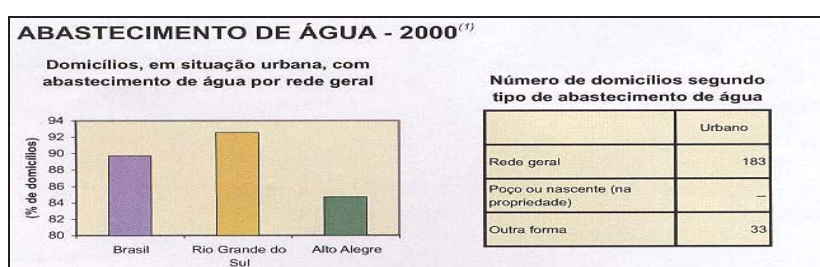 ABASTECIMENTO DE ÁGUA - 2000(1)
Domicílios, em situação urbana, com
abastecimento de água por rede geral
(% de domicílios)
94
92
90
88
86
84
82
80
Brasil
Rio Grande do
Sul
Alto Alegre
Número de domicílios segundo
tipo de abastecimento de água
Urbano
Rede geral 183
Poço ou nascente (na
propriedade) –
Outra forma 33